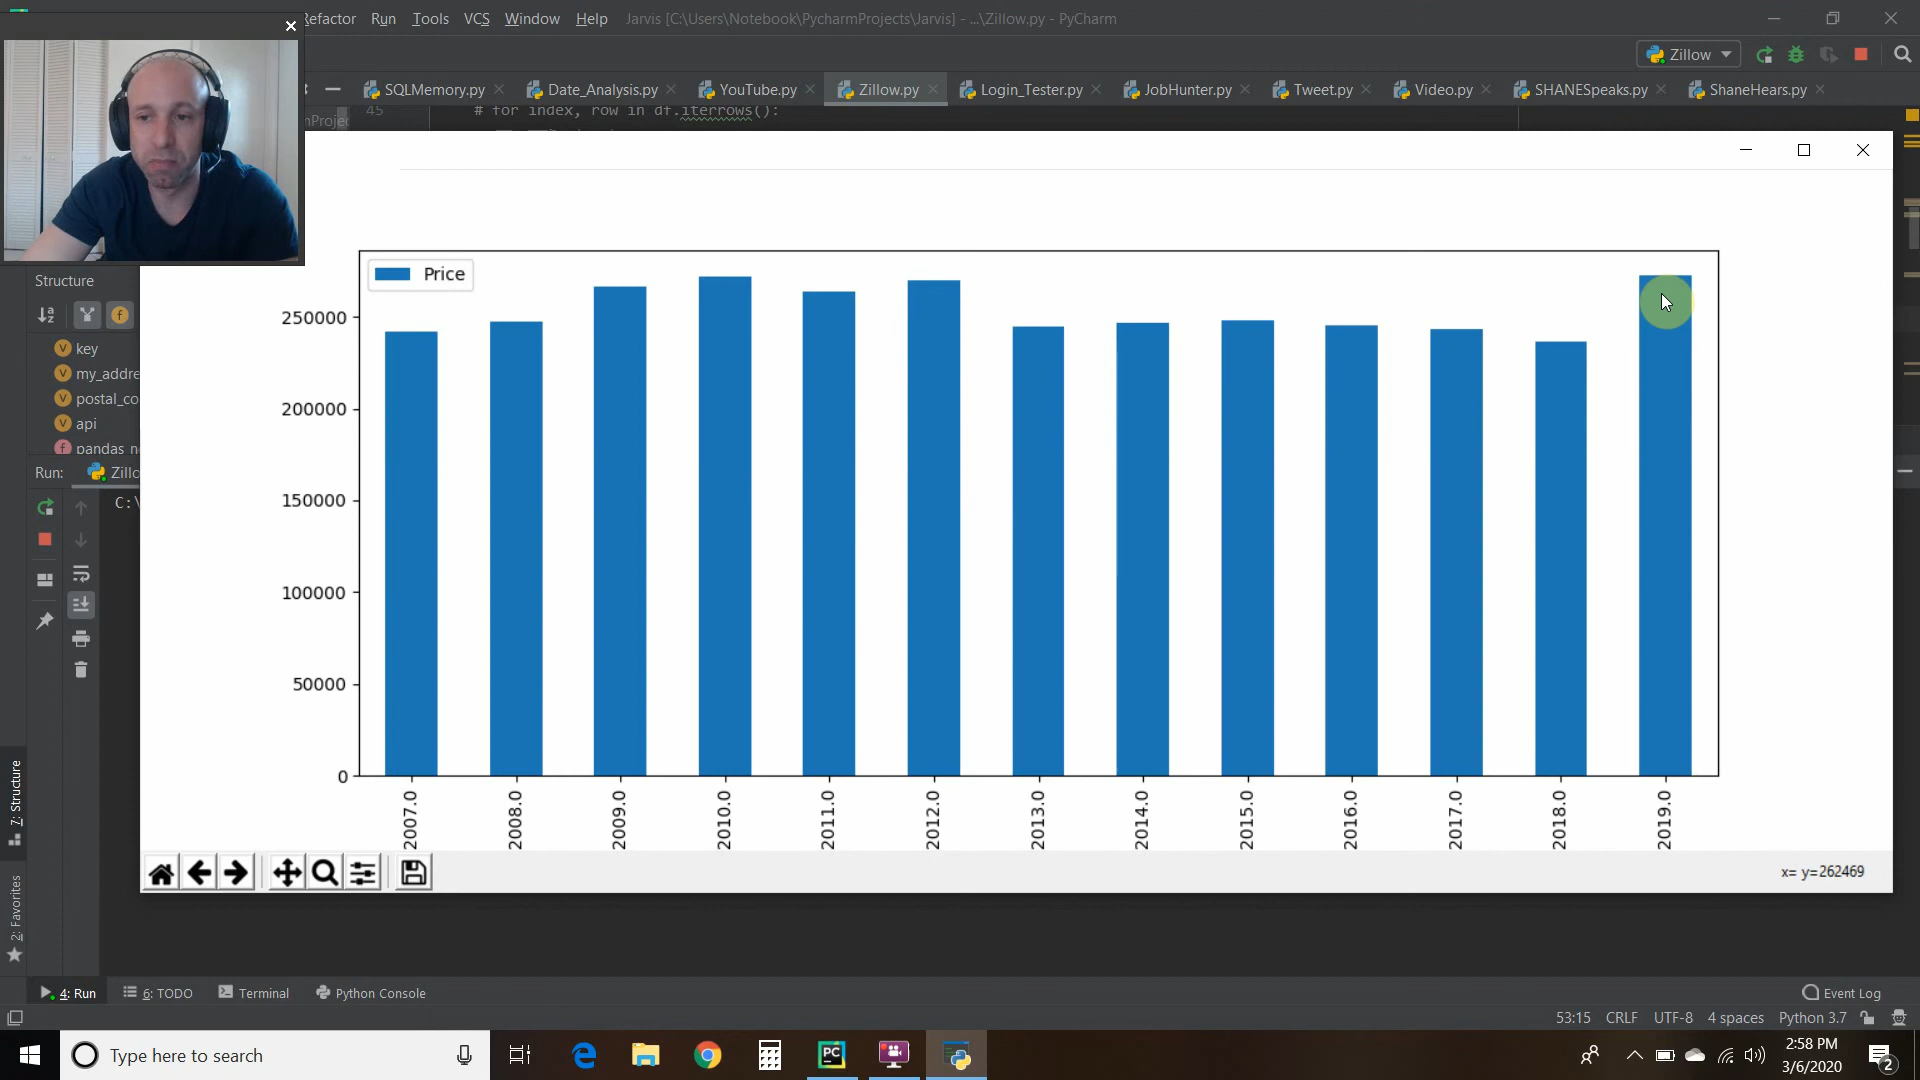 Refactor Run Tools VCS Window Help Jarvis [C:\Users\Notebook\PycharmProjects\Jarvis] - ...\Zillow.py - PyCharm
Zillow
SQLMemory.py Date_Analysis.py YouTube.py Zillow.py Login_Tester.py JobHunter.py Tweet.py Video.py SHANESpeaks.py ShaneHears.py
45 # for index, row in df.iterrows():
Structure
key
my_addre
postal_co
api
pandas_n
Run: Zillo
C:\
Price
250000
200000
150000
100000
50000
0
2007.0 2008.0 2009.0 2010.0 2011.0 2012.0 2013.0 2014.0 2015.0 2016.0 2017.0 2018.0 2019.0
x= y=262469
7: Structure
2: Favorites
4: Run 6: TODO Terminal Python Console Event Log
53:15 CRLF UTF-8 4 spaces Python 3.7
Type here to search
2:58 PM
3/6/2020
2